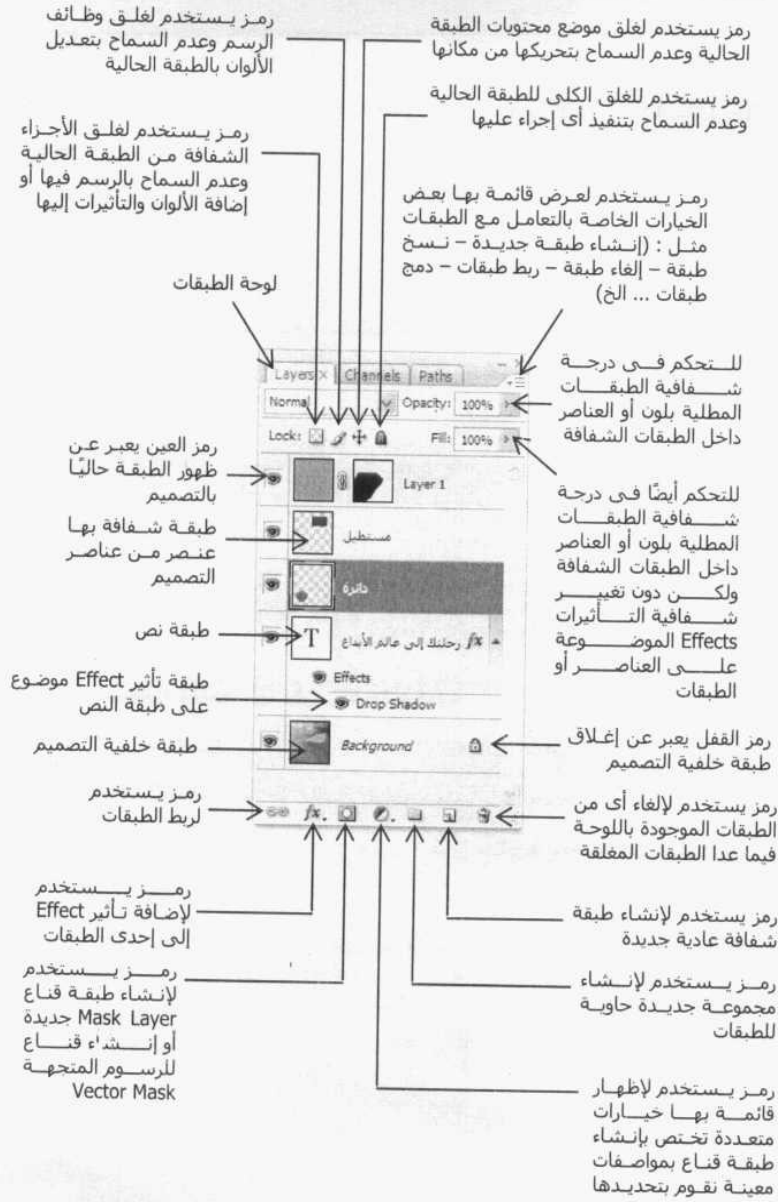 رمز يستخدم لغلق موضع محتويات الطبقة
الحالية وعدم السماح بتحريكها من مكانها
رمز يستخدم لغلق وظائف
الرسم وعدم السماح بتعديل
الألوان بالطبقة الحالية
رمز يستخدم للغلق الكلى للطبقة الحالية
وعدم السماح بتنفيذ أى إجراء عليها
رمز يستخدم لغلق الأجزاء
الشفافة من الطبقة الحالية
وعدم السماح بالرسم فيها أو
إضافة الألوان والتأثيرات إليها
رمز يستخدم لعرض قائمة بها بعض
الخيارات الخاصة بالتعامل مع الطبقات
مثل : (إنشاء طبقة جديدة – نسخ
طبقة – إلغاء طبقة – ربط طبقات – دمج
طبقات ... الخ)
لوحة الطبقات
Layers × Channels Paths
Normal Opacity: 100%
Lock: Fill: 100%
Layer 1
مستطيل
دائرة
T رحلتك إلى عالم الأبداع fx
Effects
Drop Shadow
Background
fx
للتحكم فى درجة
شفافية الطبقات
المطلية بلون أو العناصر
داخل الطبقات الشفافة
للتحكم أيضًا فى درجة
شفافية الطبقات
المطلية بلون أو العناصر
داخل الطبقات الشفافة
ولكن دون تغيير
شفافية التأثيرات
Effects الموضوعة
على العناصر أو
الطبقات
رمز القفل يعبر عن إغلاق
طبقة خلفية التصميم
رمز يستخدم لإلغاء أى من
الطبقات الموجودة باللوحة
فيما عدا الطبقات المغلقة
رمز يستخدم لإنشاء طبقة
شفافة عادية جديدة
رمز يستخدم لإنشاء
مجموعة جديدة حاوية
للطبقات
رمز يستخدم لإظهار
قائمة بها خيارات
متعددة تختص بإنشاء
طبقة قناع بمواصفات
معينة نقوم بتحديدها
رمز العين يعبر عن
ظهور الطبقة حاليًا
بالتصميم
طبقة شفافة بها
عنصر من عناصر
التصميم
طبقة نص
طبقة تأثير Effect موضوع
على طبقة النص
طبقة خلفية التصميم
رمز يستخدم
لربط الطبقات
رمز يستخدم
لإضافة تأثير Effect
إلى إحدى الطبقات
رمز يستخدم
لإنشاء طبقة قناع
Mask Layer جديدة
أو إنشاء قناع
للرسوم المتجهة
Vector Mask